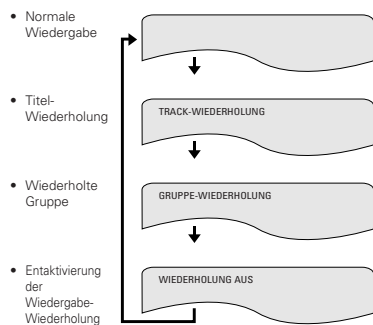 • Normale
Wiedergabe
• Titel-
Wiederholung
TRACK-WIEDERHOLUNG
• Wiederholte
Gruppe
GRUPPE-WIEDERHOLUNG
• Entaktivierung
der
Wiedergabe-
Wiederholung
WIEDERHOLUNG AUS